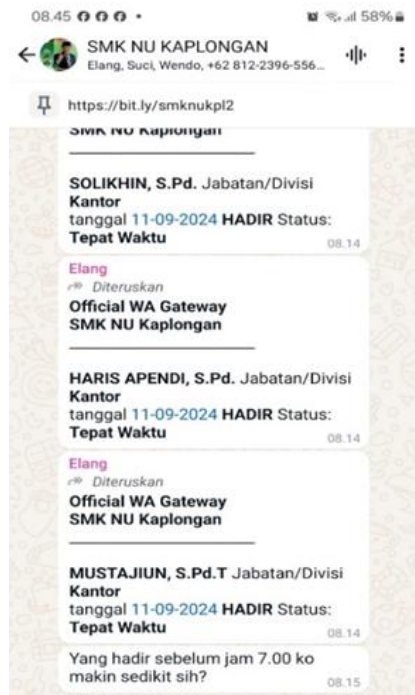 08.45
58%
SMK NU KAPLONGAN
Elang, Suci, Wendo, +62 812-2396-556...
https://bit.ly/smknukpl2
SMK NU Kaplongan
SOLIKHIN, S.Pd. Jabatan/Divisi
Kantor
tanggal 11-09-2024 HADIR Status:
Tepat Waktu
08.14
Elang
Diteruskan
Official WA Gateway
SMK NU Kaplongan
HARIS APENDI, S.Pd. Jabatan/Divisi
Kantor
tanggal 11-09-2024 HADIR Status:
Tepat Waktu
08.14
Elang
Diteruskan
Official WA Gateway
SMK NU Kaplongan
MUSTAJIUN, S.Pd.T Jabatan/Divisi
Kantor
tanggal 11-09-2024 HADIR Status:
Tepat Waktu
08.14
Yang hadir sebelum jam 7.00 ko
makin sedikit sih?
08.15